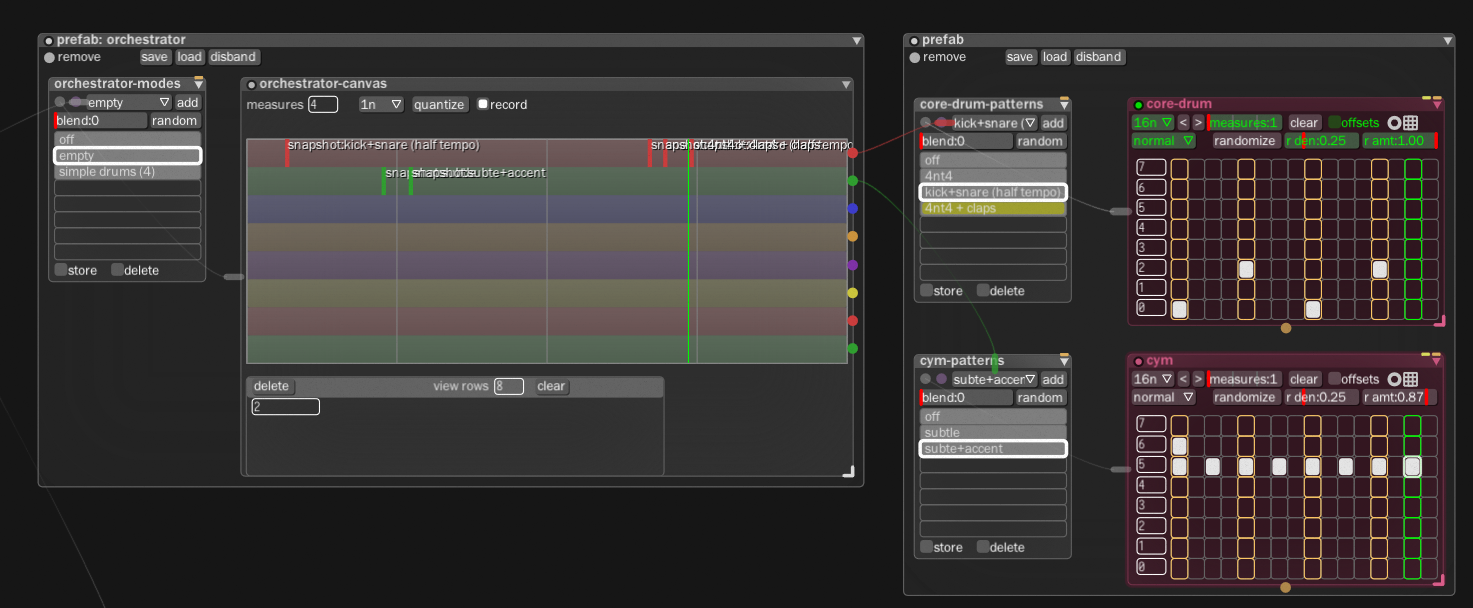 prefab: orchestrator
remove save load disband
orchestrator-modes
empty add
blend:0 random
off
empty
simple drums (4)
store delete
orchestrator-canvas
measures 4 1n quantize record
snapshot:kick+snare (half tempo)
subte+accent
delete view rows 8 clear
2
prefab
remove save load disband
core-drum-patterns
kick+snare ( add
blend:0 random
off
4nt4
kick+snare (half tempo)
4nt4 + claps
store delete
core-drum
16n < > measures:1 clear offsets
normal randomize r den:0.25 r amt:1.00
7
6
5
4
3
2
1
0
cym-patterns
subte+accer add
blend:0 random
off
subtle
subte+accent
store delete
cym
16n < > measures:1 clear offsets
normal randomize r den:0.25 r amt:0.87
7
6
5
4
3
2
1
0